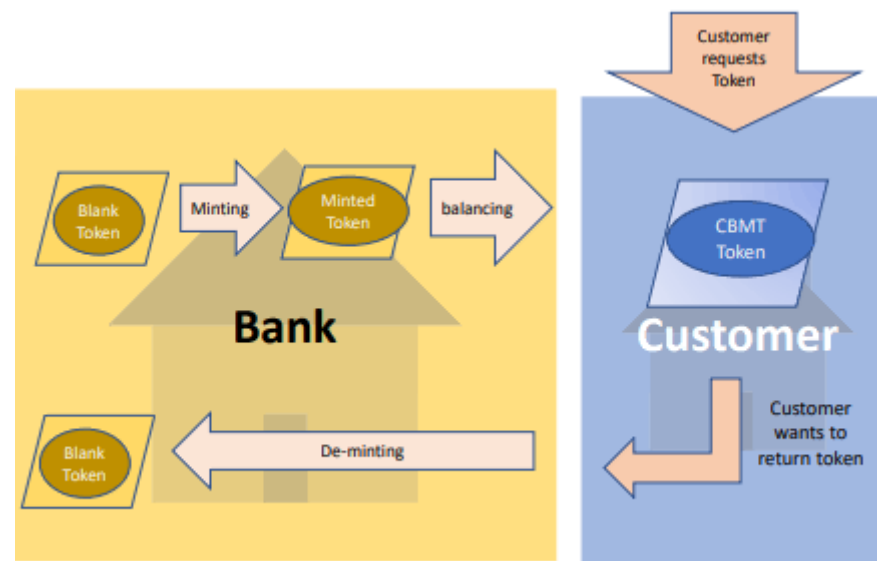 Customer
requests
Token
Blank
Token
Minting
Minted
Token
balancing
CBMT
Token
Bank
Customer
Blank
Token
De-minting
Customer
wants to
return token